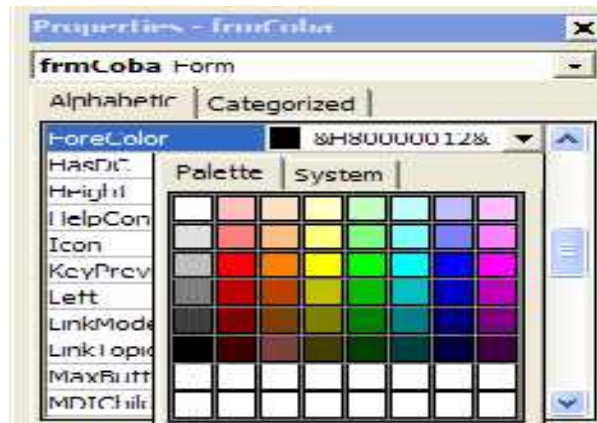 Properties - frmCoba
frmCoba Form
Alphabetic Categorized
ForeColor &H80000012&
HasDC
Palette System
Height
HelpCon
Icon
KeyPrev
Left
LinkMode
LinkTopic
MaxButt
MDIChild